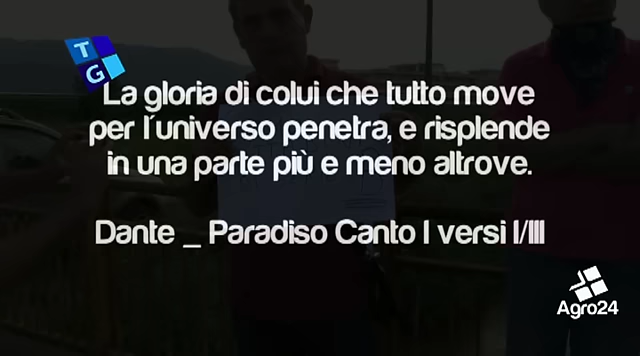 TG
La gloria di colui che tutto move
per l'universo penetra, e risplende
in una parte più e meno altrove.
Dante _ Paradiso Canto I versi I/III
Agro24